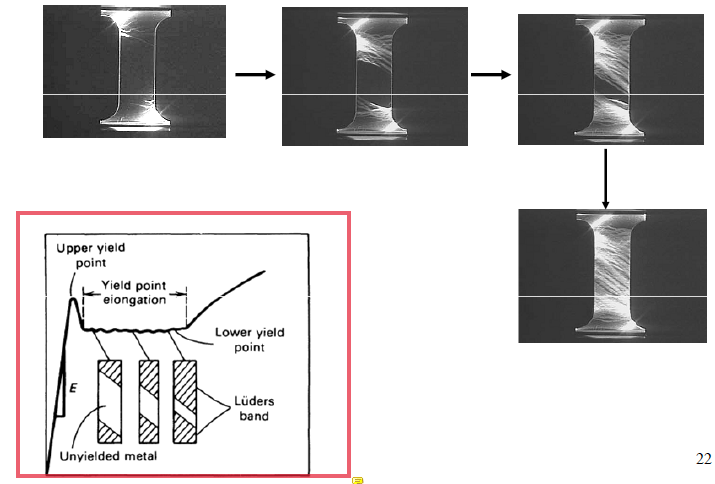 Upper yield
point
Yield point
elongation
Lower yield
point
E
Lüders
band
Unyielded metal
22